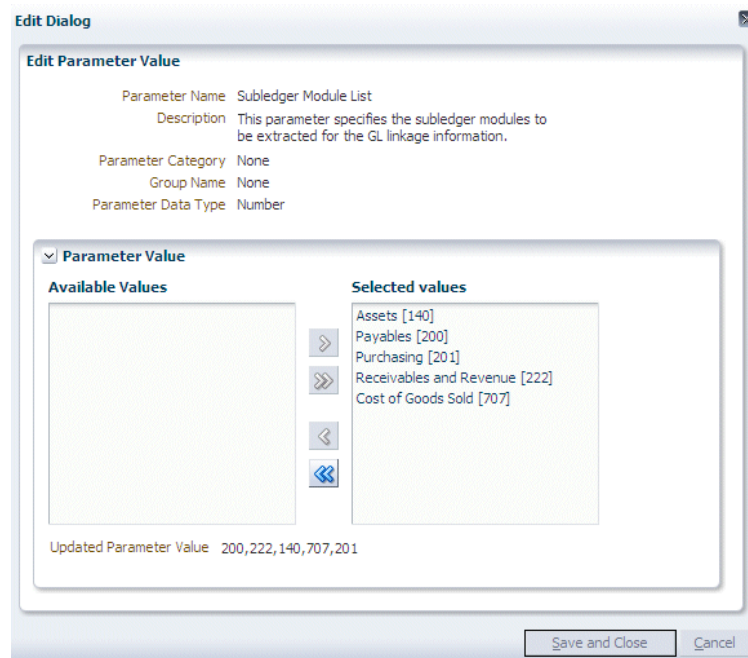 Edit Dialog
Edit Parameter Value
Parameter Name Subledger Module List
Description This parameter specifies the subledger modules to
be extracted for the GL linkage information.
Parameter Category None
Group Name None
Parameter Data Type Number
Parameter Value
Available Values
Selected values
Assets [140]
Payables [200]
Purchasing [201]
Receivables and Revenue [222]
Cost of Goods Sold [707]
Updated Parameter Value 200,222,140,707,201
Save and Close
Cancel